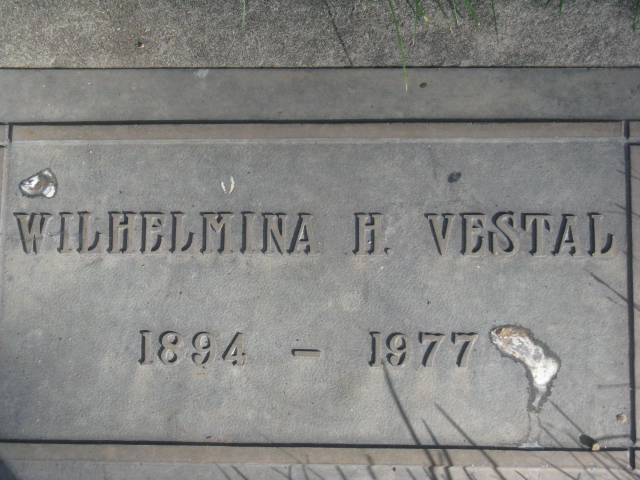 WILHELMINA H. VESTAL
1894 – 1977